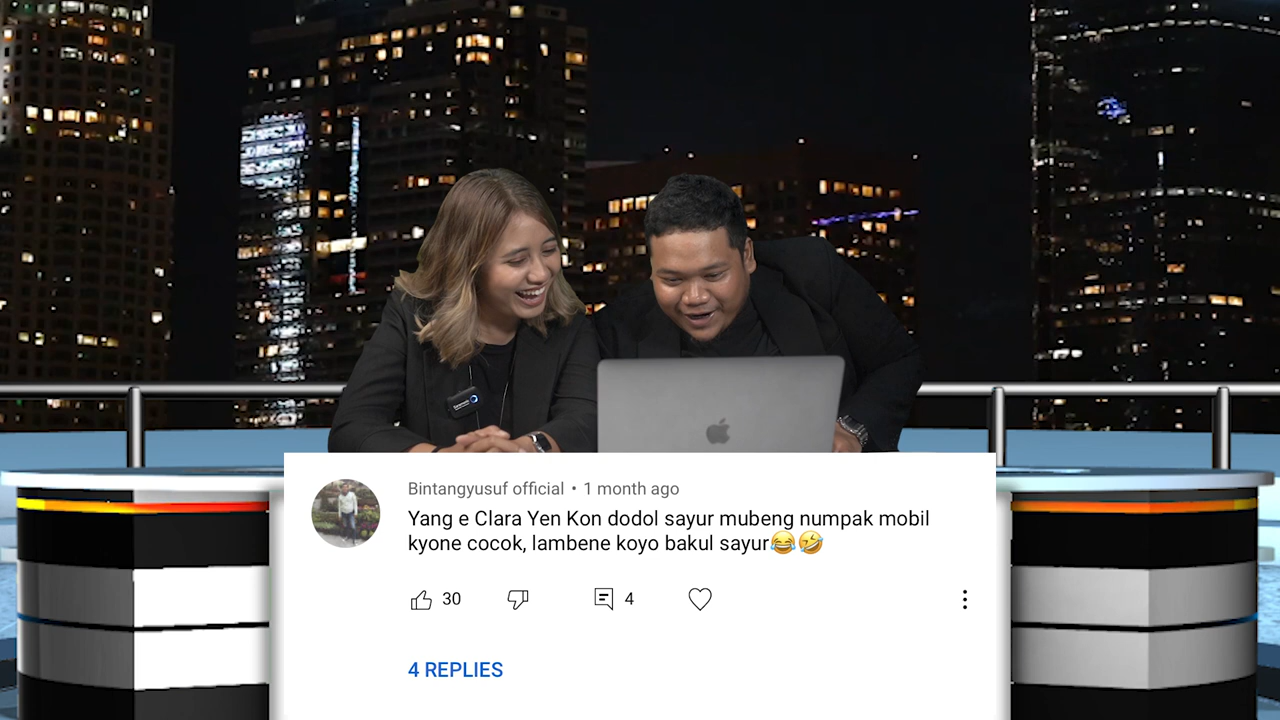 Bintangyusuf official • 1 month ago
Yang e Clara Yen Kon dodol sayur mubeng numpak mobil
kyone cocok, lambene koyo bakul sayur😂🤣
30
4
4 REPLIES